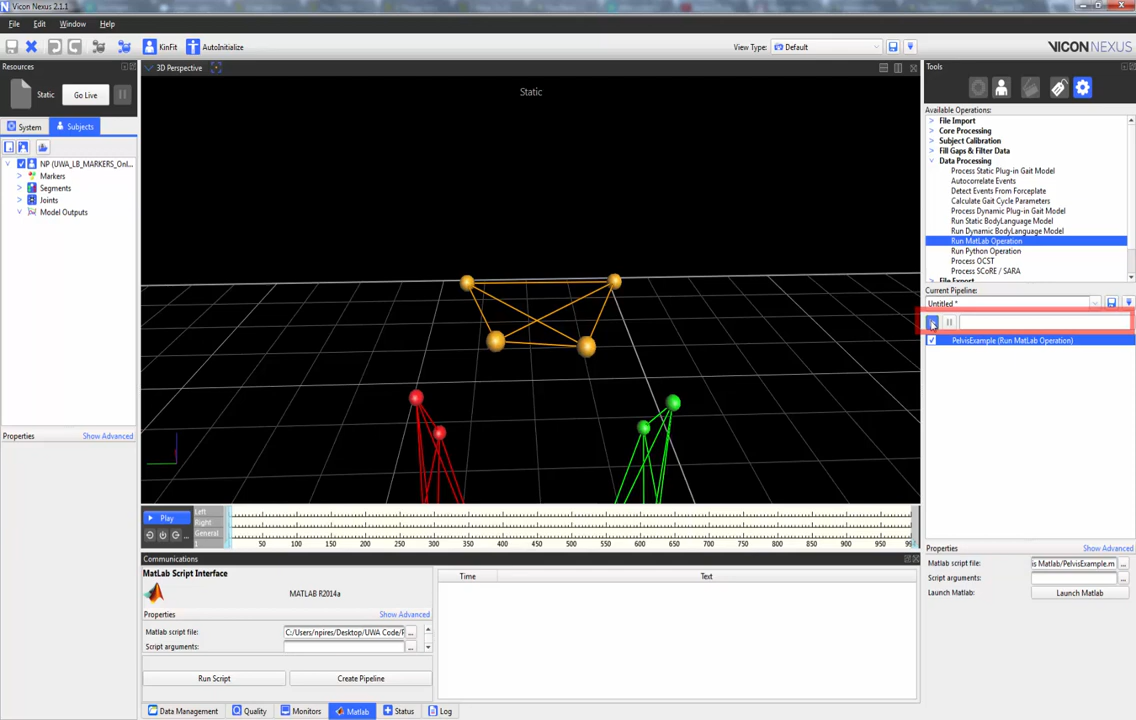 Vicon Nexus 2.1.1
File Edit Window Help
KinFit AutoInitialize View Type: Default VICON NEXUS
Resources
Static Go Live
System Subjects
NP (UWA_LB_MARKERS_Onl...
Markers
Segments
Joints
Model Outputs
Properties Show Advanced
3D Perspective
Static
Play
Left
Right
General
1 50 100 150 200 250 300 350 400 450 500 550 600 650 700 750 800 850 900 950
Communications
MatLab Script Interface
MATLAB R2014a
Properties Show Advanced
Matlab script file: C:/Users/npires/Desktop/UWA Code/F ...
Script arguments: ...
Run Script Create Pipeline
Time Text
Data Management Quality Monitors Matlab Status Log
Tools
Available Operations:
File Import
Core Processing
Subject Calibration
Fill Gaps & Filter Data
Data Processing
Process Static Plug-in Gait Model
Autocorrelate Events
Detect Events From Forceplate
Calculate Gait Cycle Parameters
Process Dynamic Plug-in Gait Model
Run Static BodyLanguage Model
Run Dynamic BodyLanguage Model
Run MatLab Operation
Run Python Operation
Process OCST
Process SCoRE / SARA
File Export
Current Pipeline:
Untitled *
PelvisExample (Run MatLab Operation)
Properties Show Advanced
Matlab script file: is Matlab/PelvisExample.m ...
Script arguments: ...
Launch Matlab: Launch Matlab